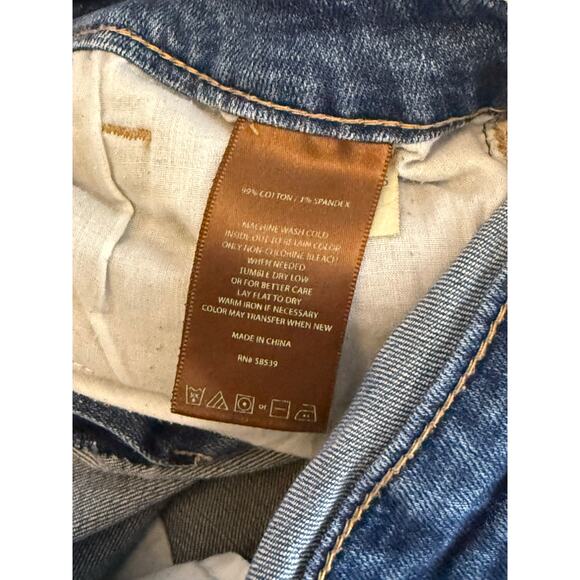 99% COTTON / 1% SPANDEX
MACHINE WASH COLD
INSIDE OUT TO RETAIN COLOR
ONLY NON-CHLORINE BLEACH
WHEN NEEDED
TUMBLE DRY LOW
OR FOR BETTER CARE
LAY FLAT TO DRY
WARM IRON IF NECESSARY
COLOR MAY TRANSFER WHEN NEW
MADE IN CHINA
RN# 58539
or